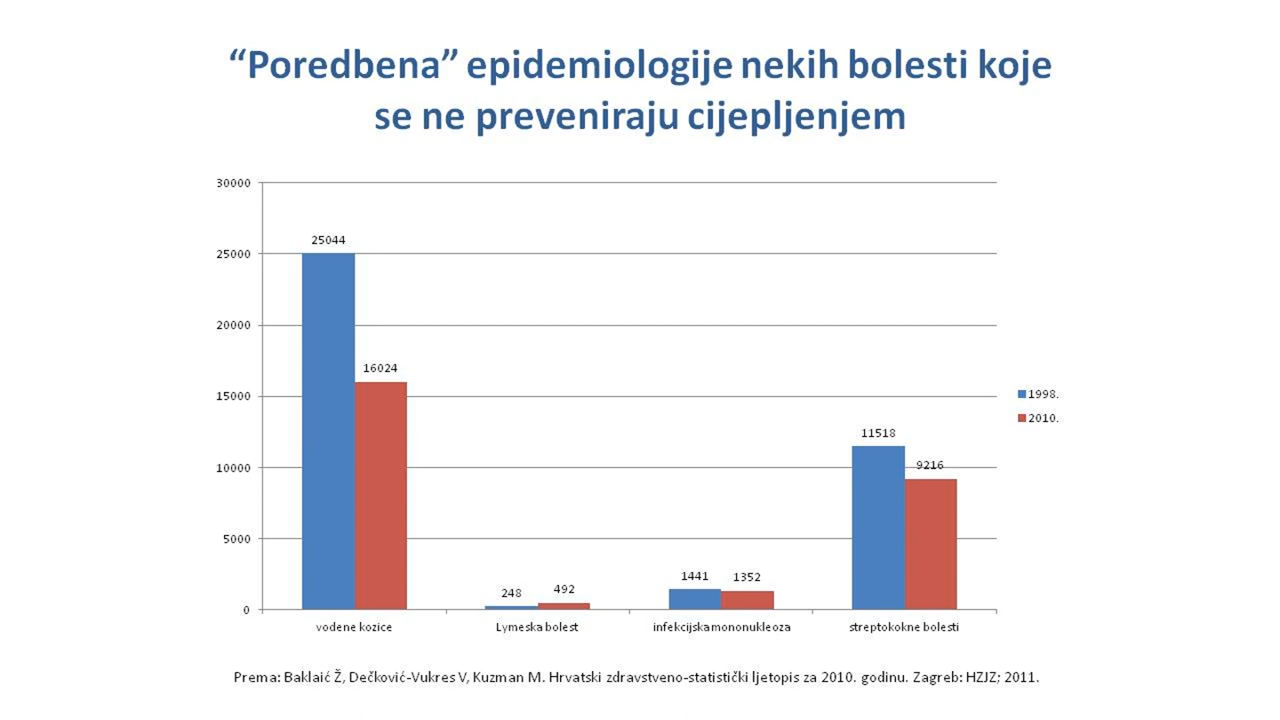 “Poredbena” epidemiologije nekih bolesti koje
se ne preveniraju cijepljenjem
30000
25000
20000
15000
10000
5000
0
25044
16024
248
492
1441
1352
11518
9216
vodene kozice
Lymeska bolest
infekcijska mononukleoza
streptokokne bolesti
1998.
2010.
Prema: Baklaić Ž, Dečković-Vukres V, Kuzman M. Hrvatski zdravstveno-statistički ljetopis za 2010. godinu. Zagreb: HZJZ; 2011.